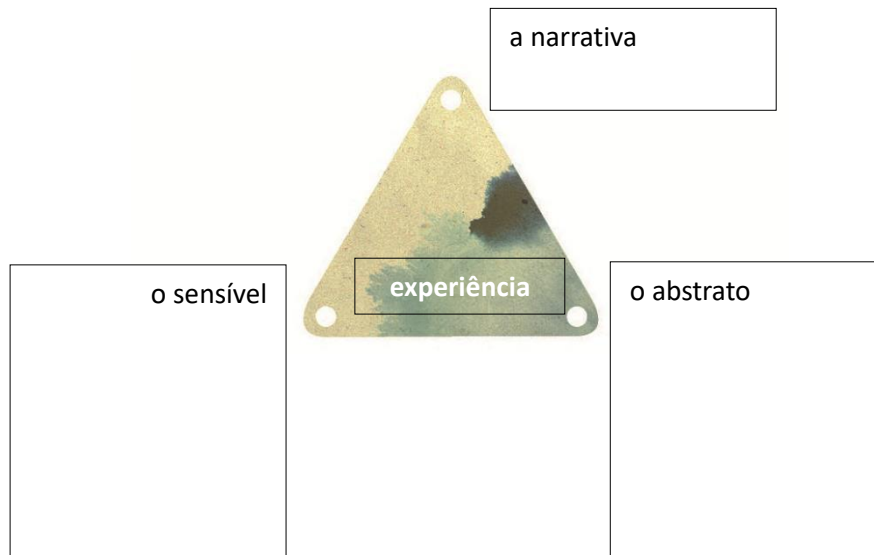 a narrativa
experiência
o sensível
o abstrato